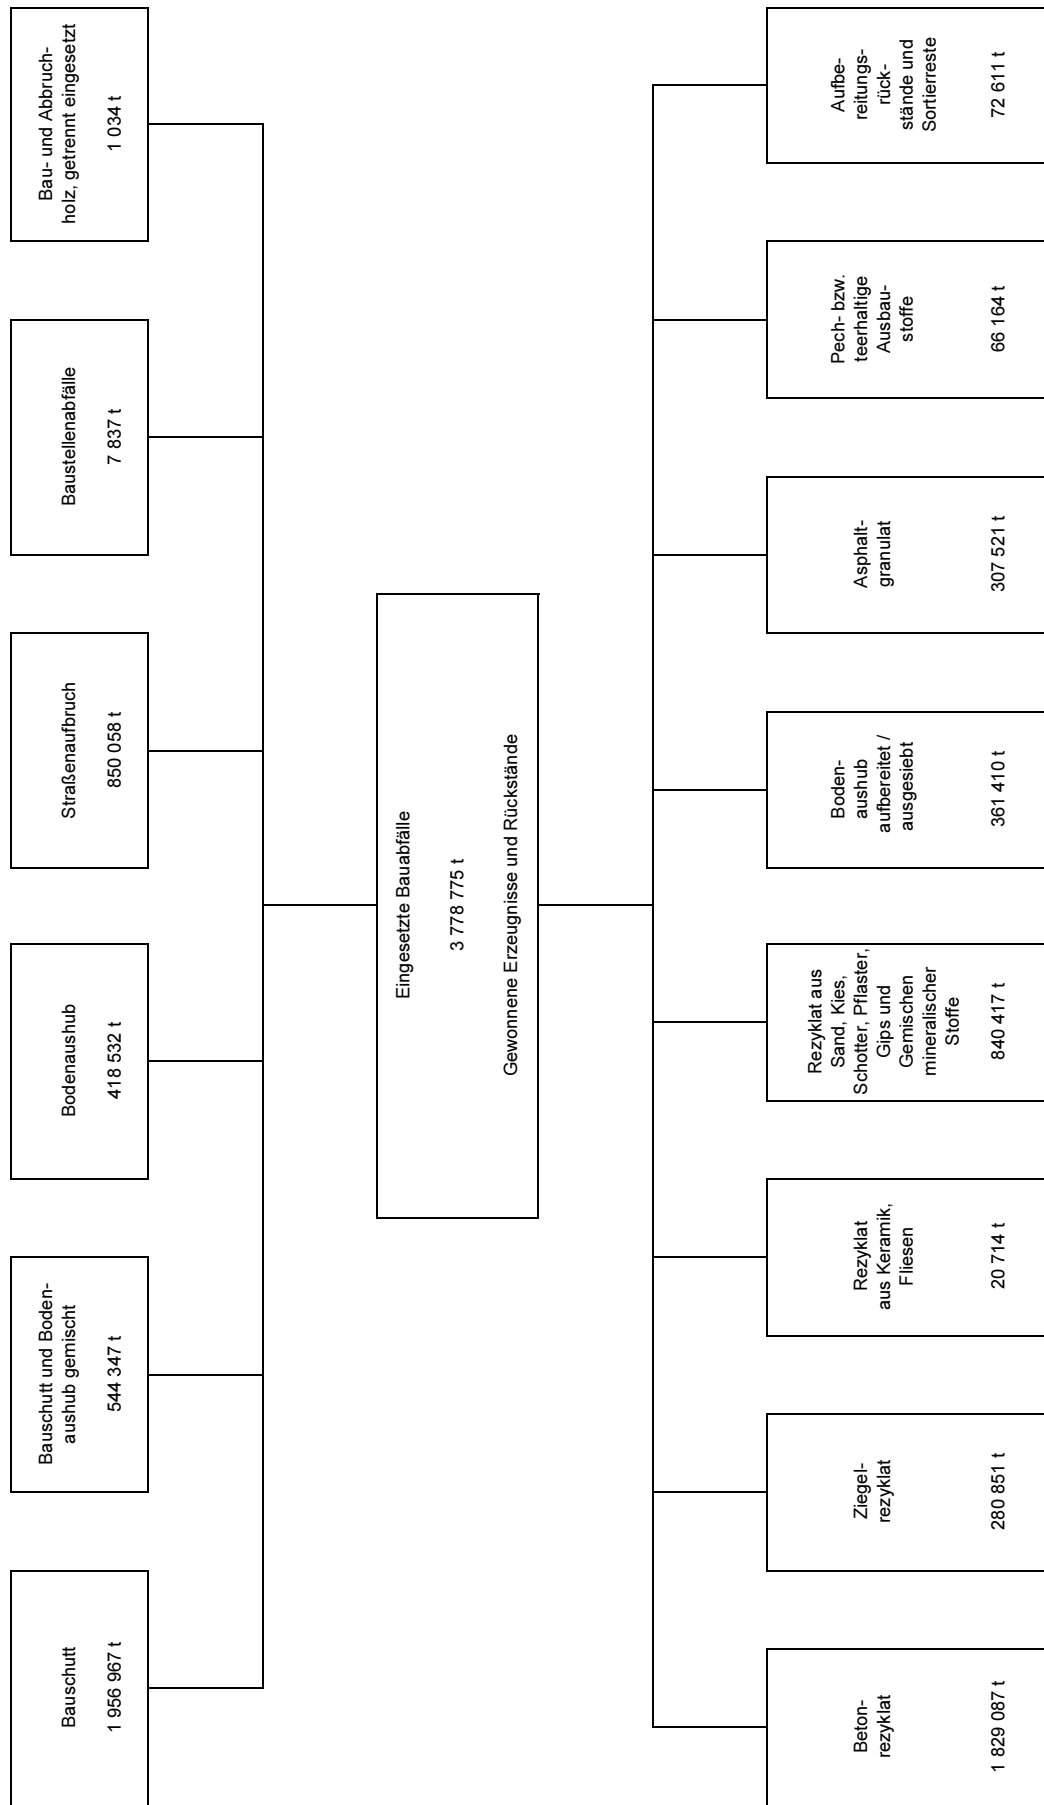 Bauschutt
1 956 967 t
Bauschutt und Boden-
aushub gemischt
544 347 t
Bodenaushub
418 532 t
Straßenaufbruch
850 058 t
Baustellenabfälle
7 837 t
Bau- und Abbruch-
holz, getrennt eingesetzt
1 034 t
Eingesetzte Bauabfälle
3 778 775 t
Gewonnene Erzeugnisse und Rückstände
Beton-
rezyklat
1 829 087 t
Ziegel-
rezyklat
280 851 t
Rezyklat
aus Keramik,
Fliesen
20 714 t
Rezyklat aus
Sand, Kies,
Schotter, Pflaster,
Gips und
Gemischen
mineralischer
Stoffe
840 417 t
Boden-
aushub
aufbereitet /
ausgesiebt
361 410 t
Asphalt-
granulat
307 521 t
Pech- bzw.
teerhaltige
Ausbau-
stoffe
66 164 t
Aufbe-
reitungs-
rück-
stände und
Sortierreste
72 611 t